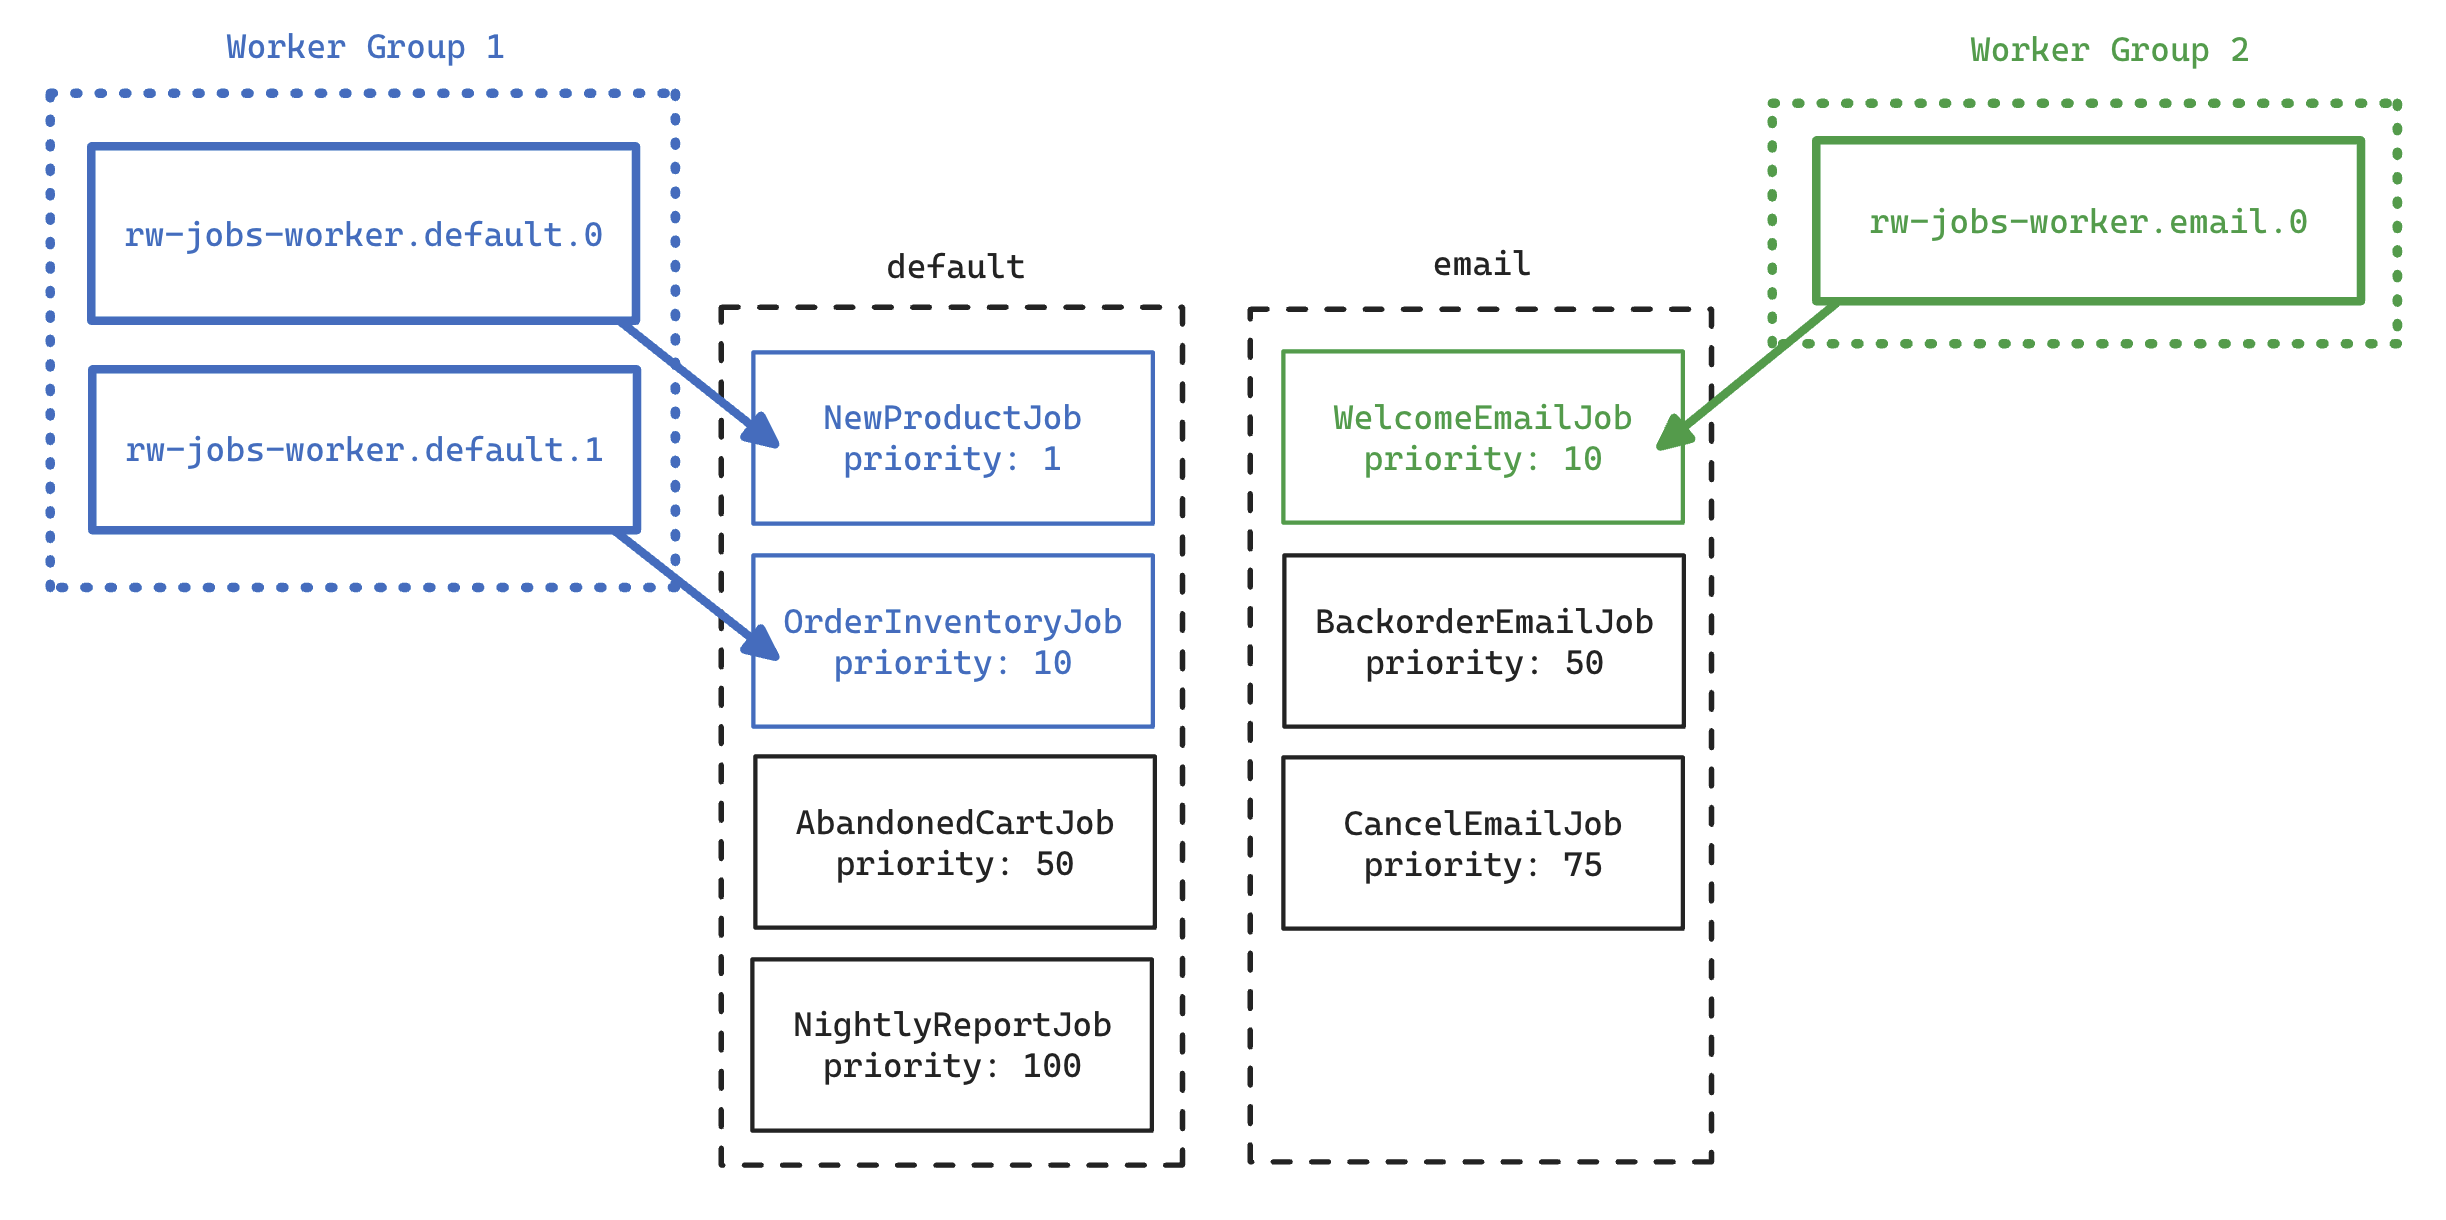 Worker Group 1
rw-jobs-worker.default.0
rw-jobs-worker.default.1
default
NewProductJob
priority: 1
OrderInventoryJob
priority: 10
AbandonedCartJob
priority: 50
NightlyReportJob
priority: 100
email
WelcomeEmailJob
priority: 10
BackorderEmailJob
priority: 50
CancelEmailJob
priority: 75
Worker Group 2
rw-jobs-worker.email.0